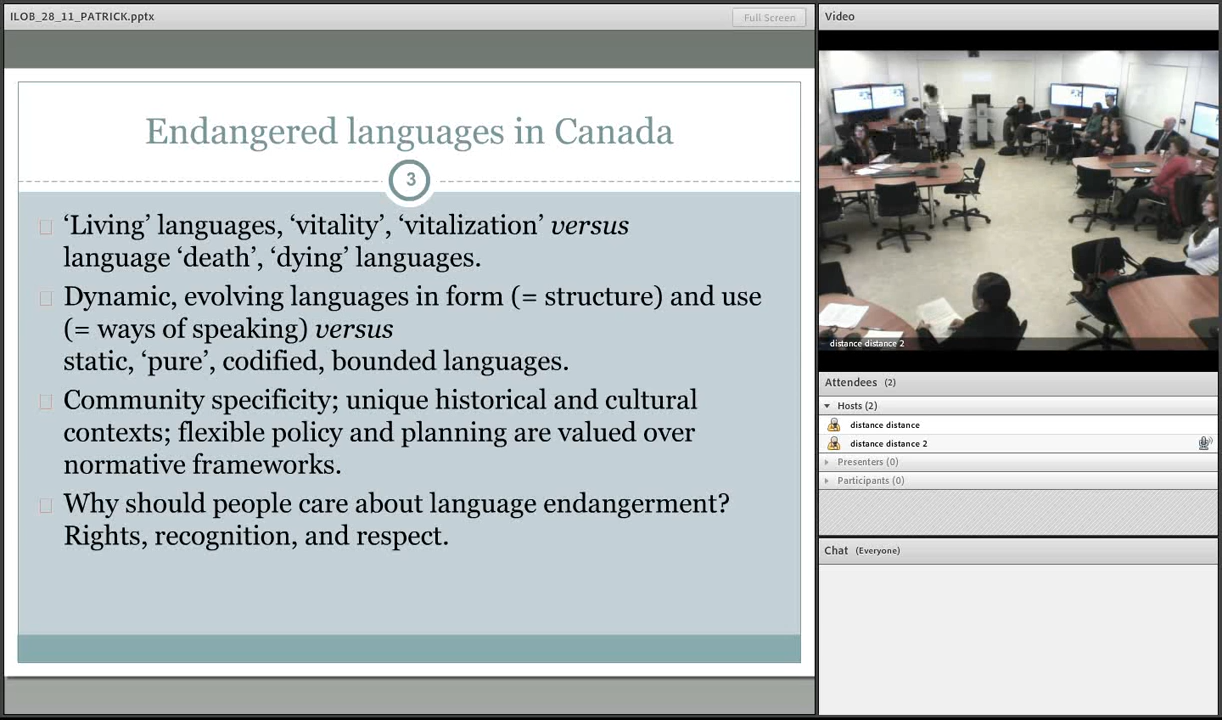 ILOB_28_11_PATRICK.pptx
Full Screen
Endangered languages in Canada
3
‘Living’ languages, ‘vitality’, ‘vitalization’ versus
language ‘death’, ‘dying’ languages.
Dynamic, evolving languages in form (= structure) and use
(= ways of speaking) versus
static, ‘pure’, codified, bounded languages.
Community specificity; unique historical and cultural
contexts; flexible policy and planning are valued over
normative frameworks.
Why should people care about language endangerment?
Rights, recognition, and respect.
Video
distance distance 2
Attendees (2)
Hosts (2)
distance distance
distance distance 2
Presenters (0)
Participants (0)
Chat (Everyone)